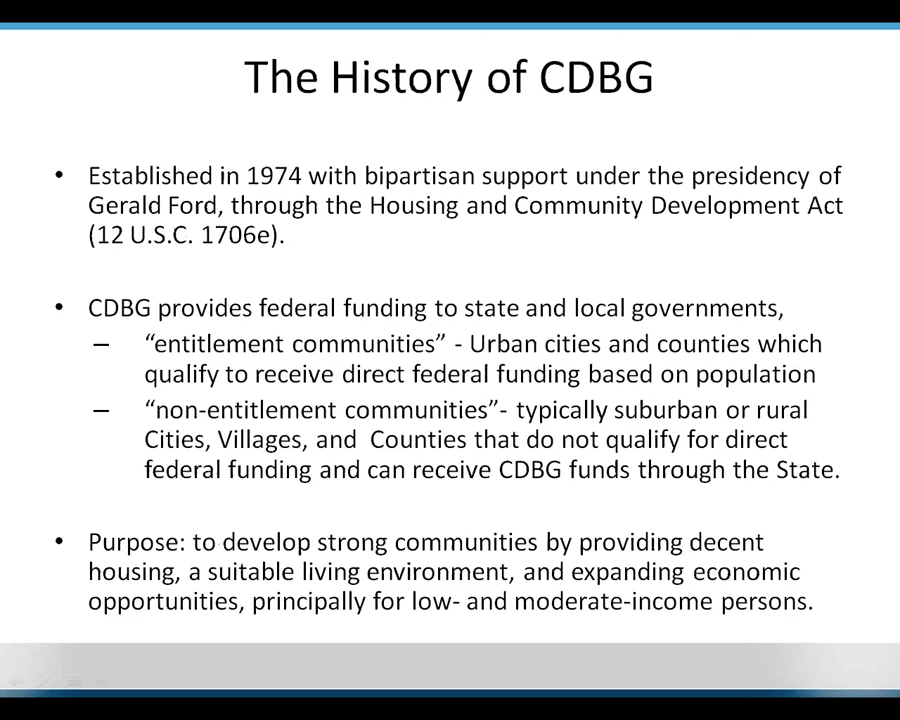 The History of CDBG
• Established in 1974 with bipartisan support under the presidency of
Gerald Ford, through the Housing and Community Development Act
(12 U.S.C. 1706e).
• CDBG provides federal funding to state and local governments,
– “entitlement communities” - Urban cities and counties which
qualify to receive direct federal funding based on population
– “non-entitlement communities”- typically suburban or rural
Cities, Villages, and  Counties that do not qualify for direct
federal funding and can receive CDBG funds through the State.
• Purpose: to develop strong communities by providing decent
housing, a suitable living environment, and expanding economic
opportunities, principally for low- and moderate-income persons.